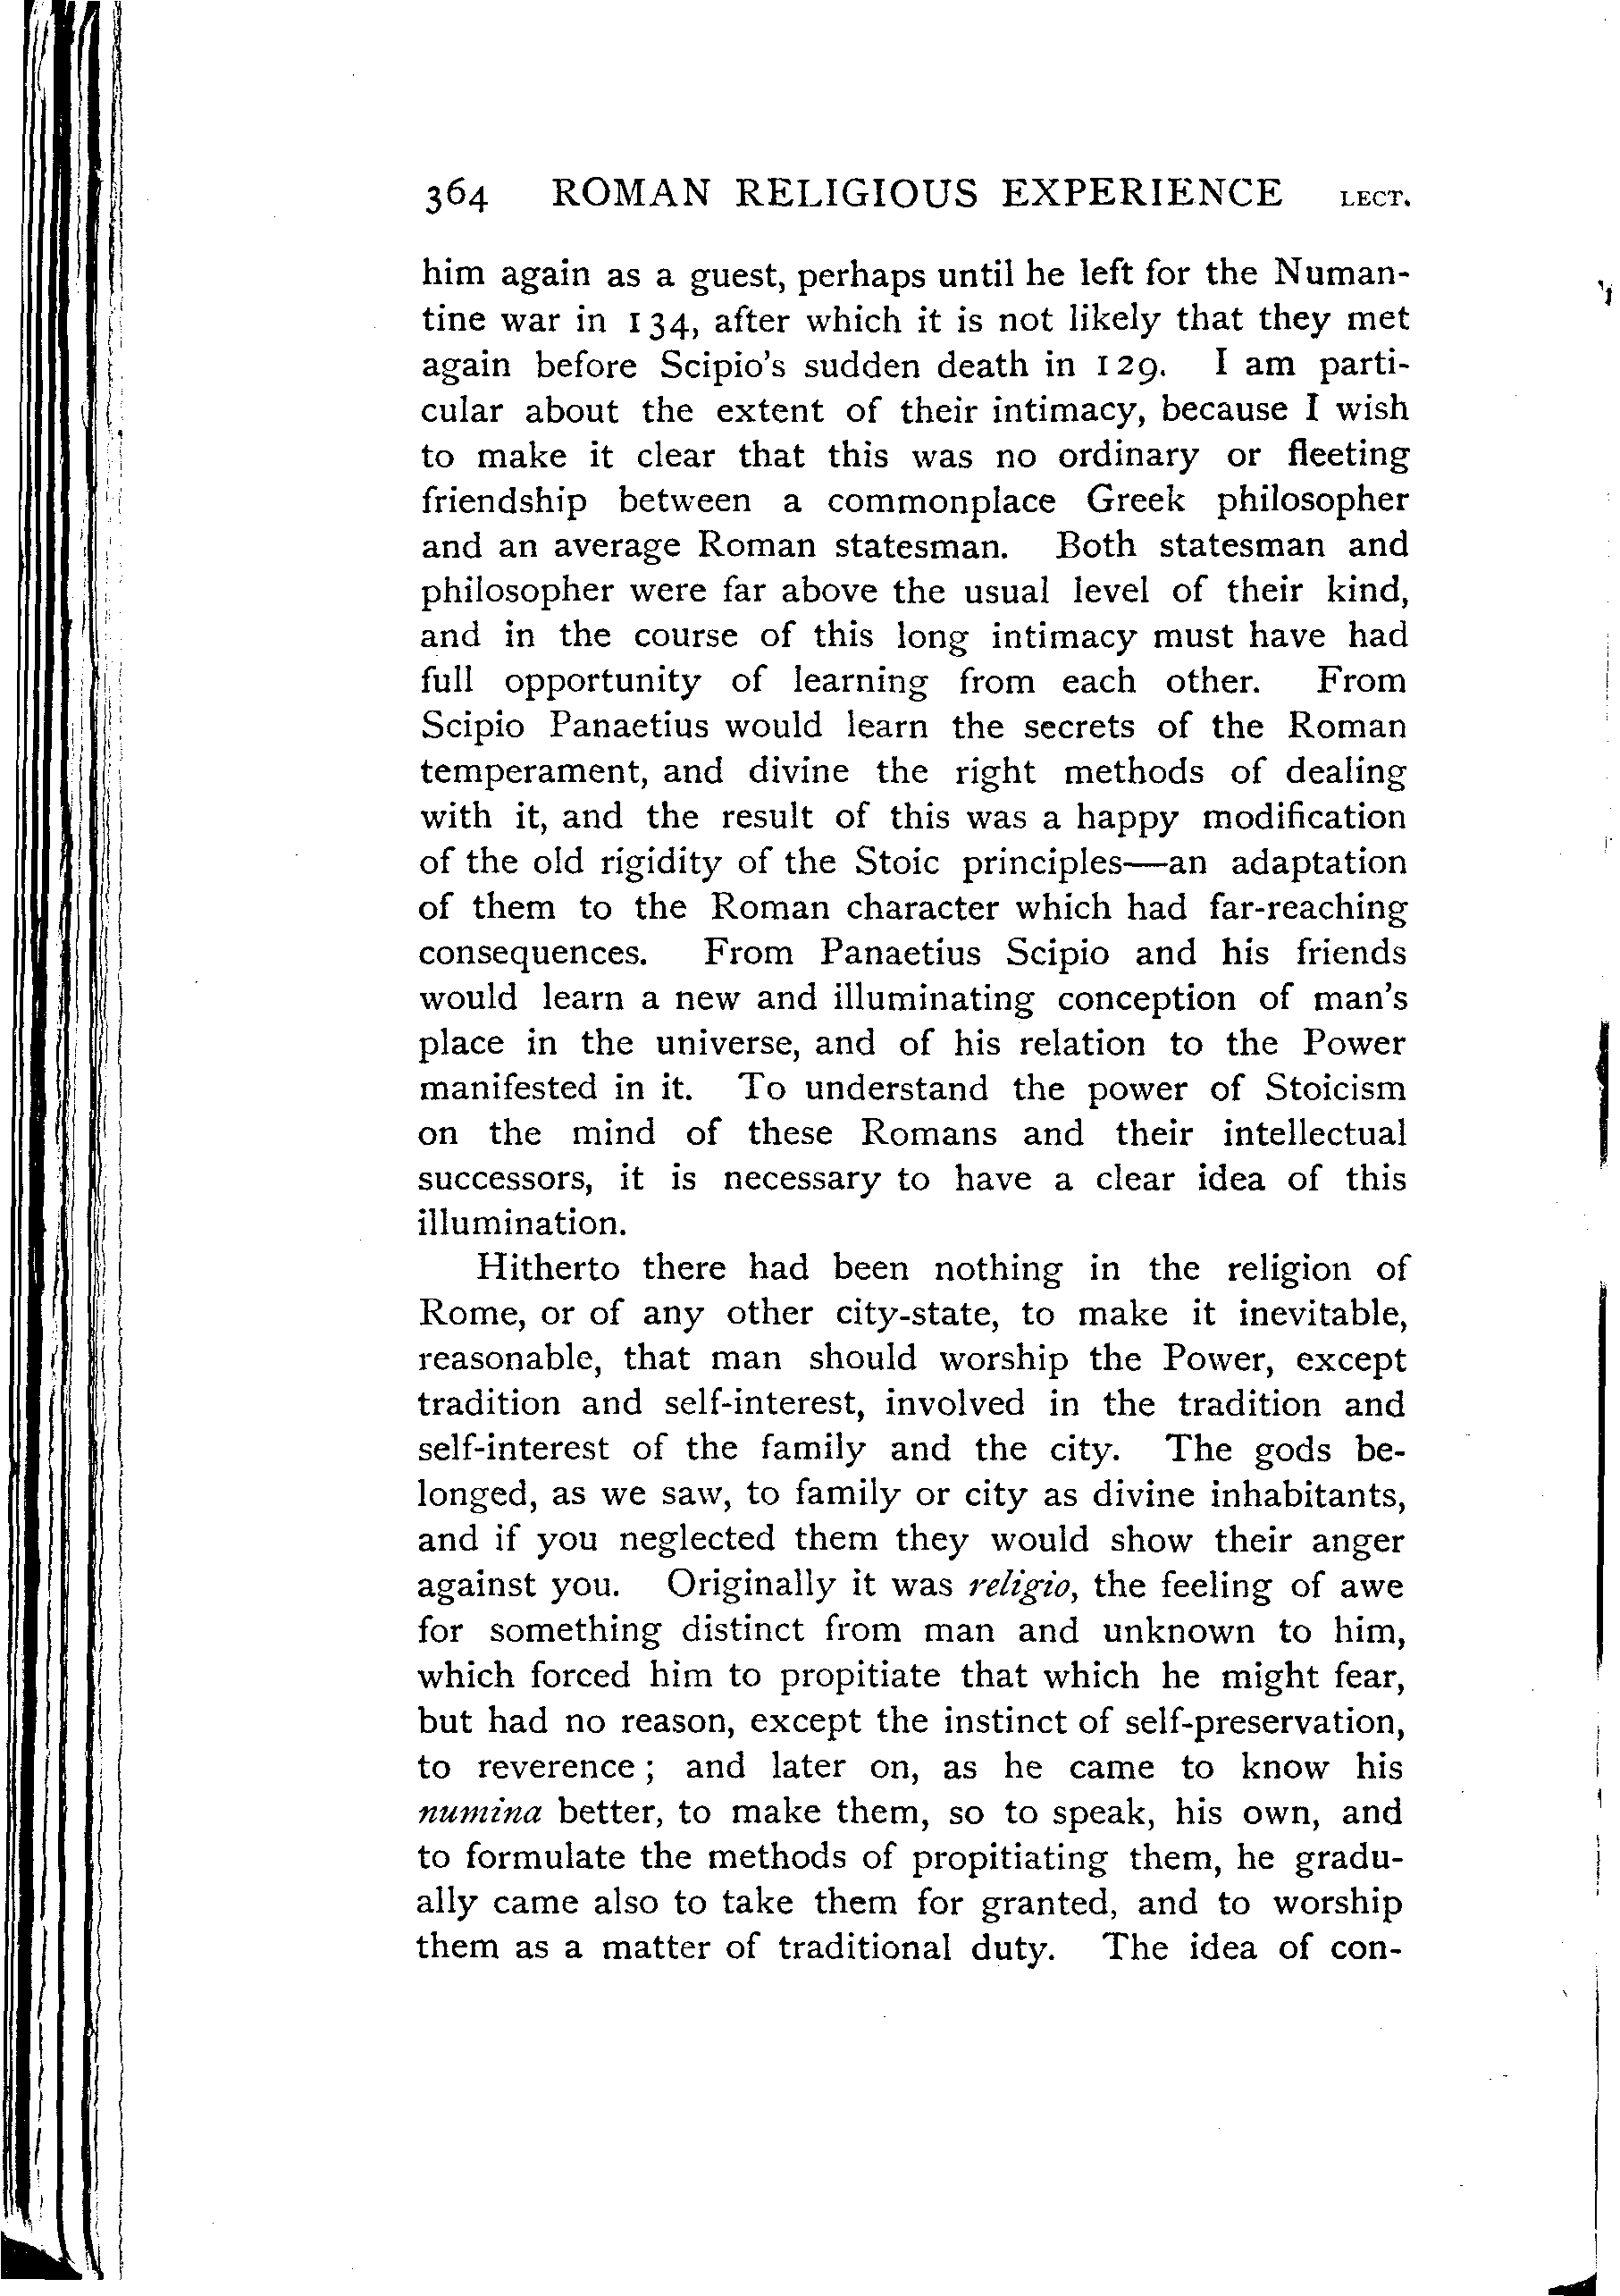 364 ROMAN RELIGIOUS EXPERIENCE LECT.
him again as a guest, perhaps until he left for the Numan-
tine war in 134, after which it is not likely that they met
again before Scipio's sudden death in 129. I am parti-
cular about the extent of their intimacy, because I wish
to make it clear that this was no ordinary or fleeting
friendship between a commonplace Greek philosopher
and an average Roman statesman. Both statesman and
philosopher were far above the usual level of their kind,
and in the course of this long intimacy must have had
full opportunity of learning from each other. From
Scipio Panaetius would learn the secrets of the Roman
temperament, and divine the right methods of dealing
with it, and the result of this was a happy modification
of the old rigidity of the Stoic principles—an adaptation
of them to the Roman character which had far-reaching
consequences. From Panaetius Scipio and his friends
would learn a new and illuminating conception of man's
place in the universe, and of his relation to the Power
manifested in it. To understand the power of Stoicism
on the mind of these Romans and their intellectual
successors, it is necessary to have a clear idea of this
illumination.
Hitherto there had been nothing in the religion of
Rome, or of any other city-state, to make it inevitable,
reasonable, that man should worship the Power, except
tradition and self-interest, involved in the tradition and
self-interest of the family and the city. The gods be-
longed, as we saw, to family or city as divine inhabitants,
and if you neglected them they would show their anger
against you. Originally it was religio, the feeling of awe
for something distinct from man and unknown to him,
which forced him to propitiate that which he might fear,
but had no reason, except the instinct of self-preservation,
to reverence; and later on, as he came to know his
numina better, to make them, so to speak, his own, and
to formulate the methods of propitiating them, he gradu-
ally came also to take them for granted, and to worship
them as a matter of traditional duty. The idea of con-